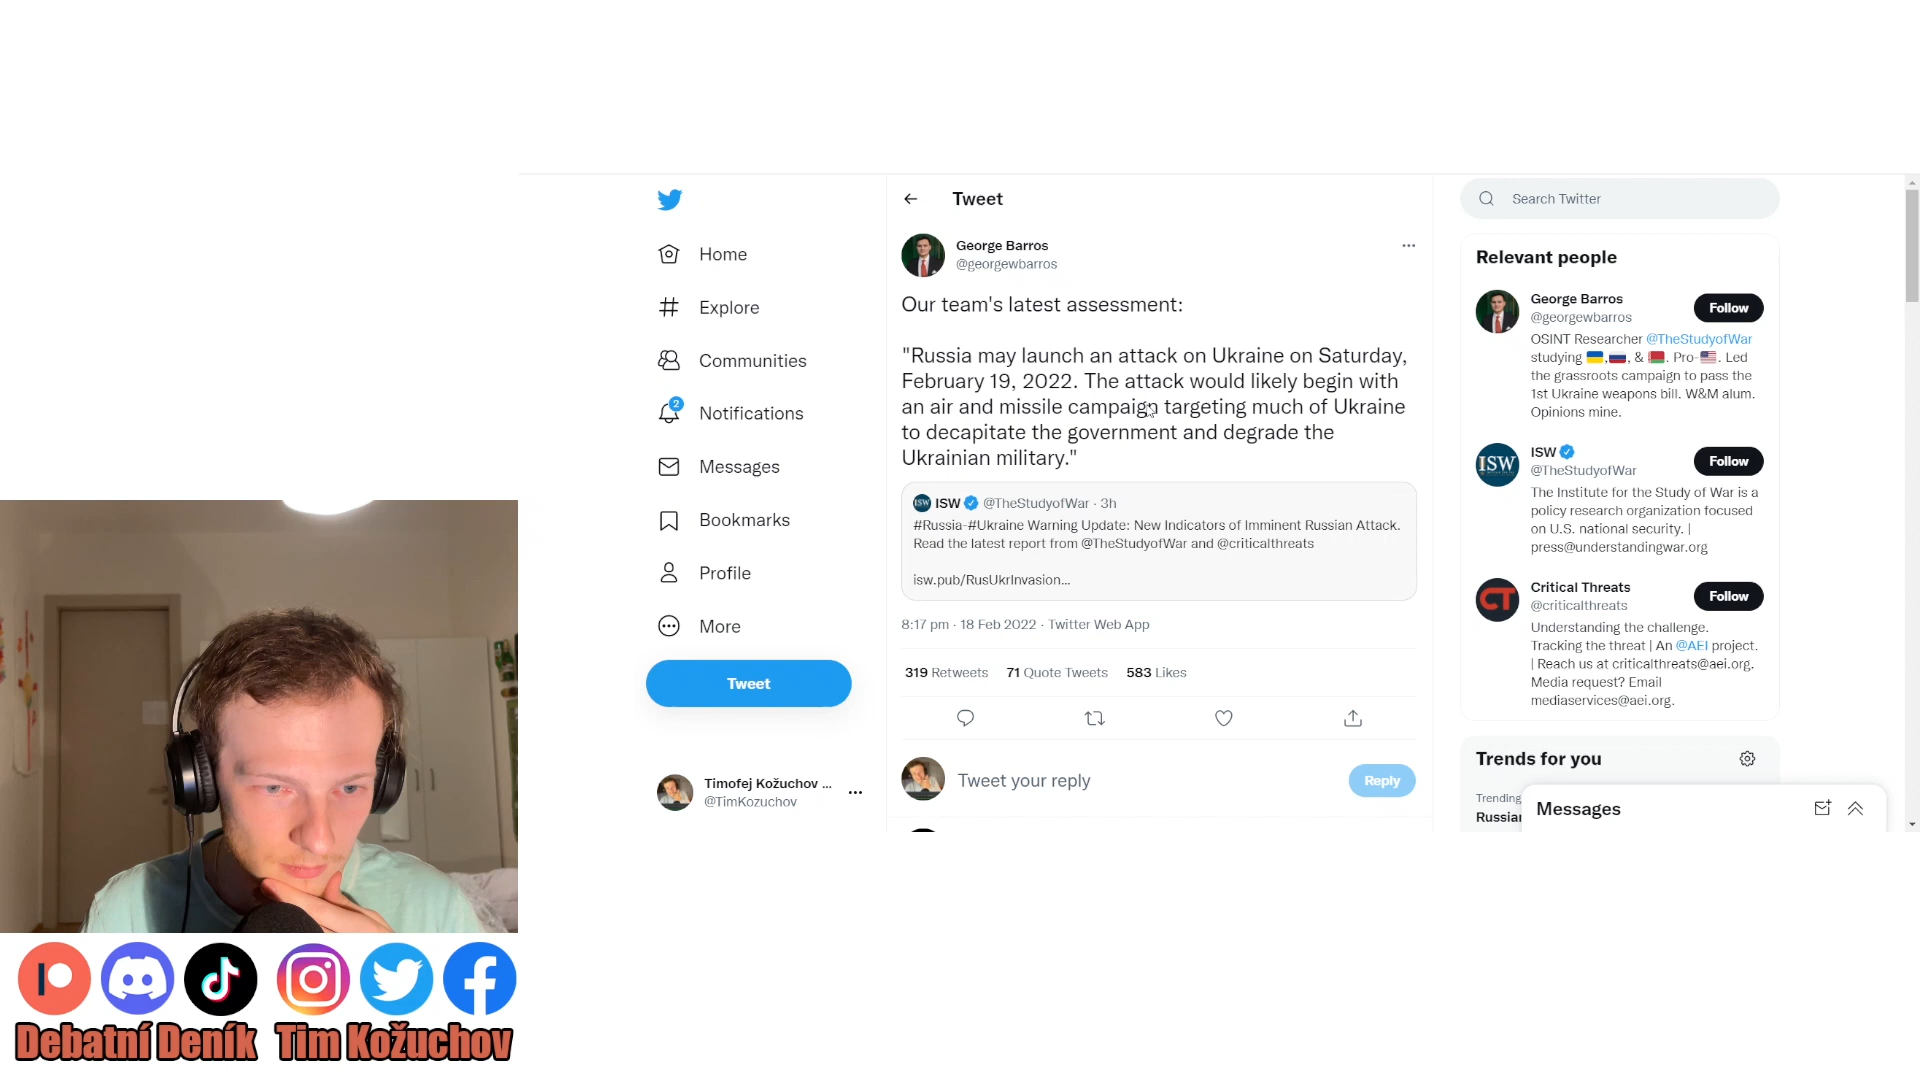 Home
Explore
Communities
2
Notifications
Messages
Bookmarks
Profile
More
Tweet
Timofej Kožuchov ...
@TimKozuchov
Tweet
George Barros
@georgewbarros
Our team's latest assessment:
"Russia may launch an attack on Ukraine on Saturday,
February 19, 2022. The attack would likely begin with
an air and missile campaign targeting much of Ukraine
to decapitate the government and degrade the
Ukrainian military."
ISW ISW @TheStudyofWar · 3h
#Russia-#Ukraine Warning Update: New Indicators of Imminent Russian Attack.
Read the latest report from @TheStudyofWar and @criticalthreats
isw.pub/RusUkrInvasion...
8:17 pm · 18 Feb 2022 · Twitter Web App
319 Retweets 71 Quote Tweets 583 Likes
Tweet your reply
Reply
Search Twitter
Relevant people
George Barros
@georgewbarros
Follow
OSINT Researcher @TheStudyofWar
studying 🇺🇦,🇷🇺, & 🇧🇾. Pro-🇺🇸. Led
the grassroots campaign to pass the
1st Ukraine weapons bill. W&M alum.
Opinions mine.
ISW
ISW
@TheStudyofWar
Follow
The Institute for the Study of War is a
policy research organization focused
on U.S. national security. |
press@understandingwar.org
CT
Critical Threats
@criticalthreats
Follow
Understanding the challenge.
Tracking the threat | An @AEI project.
| Reach us at criticalthreats@aei.org.
Media request? Email
mediaservices@aei.org.
Trends for you
Trending
Russian
Messages
Debatní Deník Tim Kožuchov